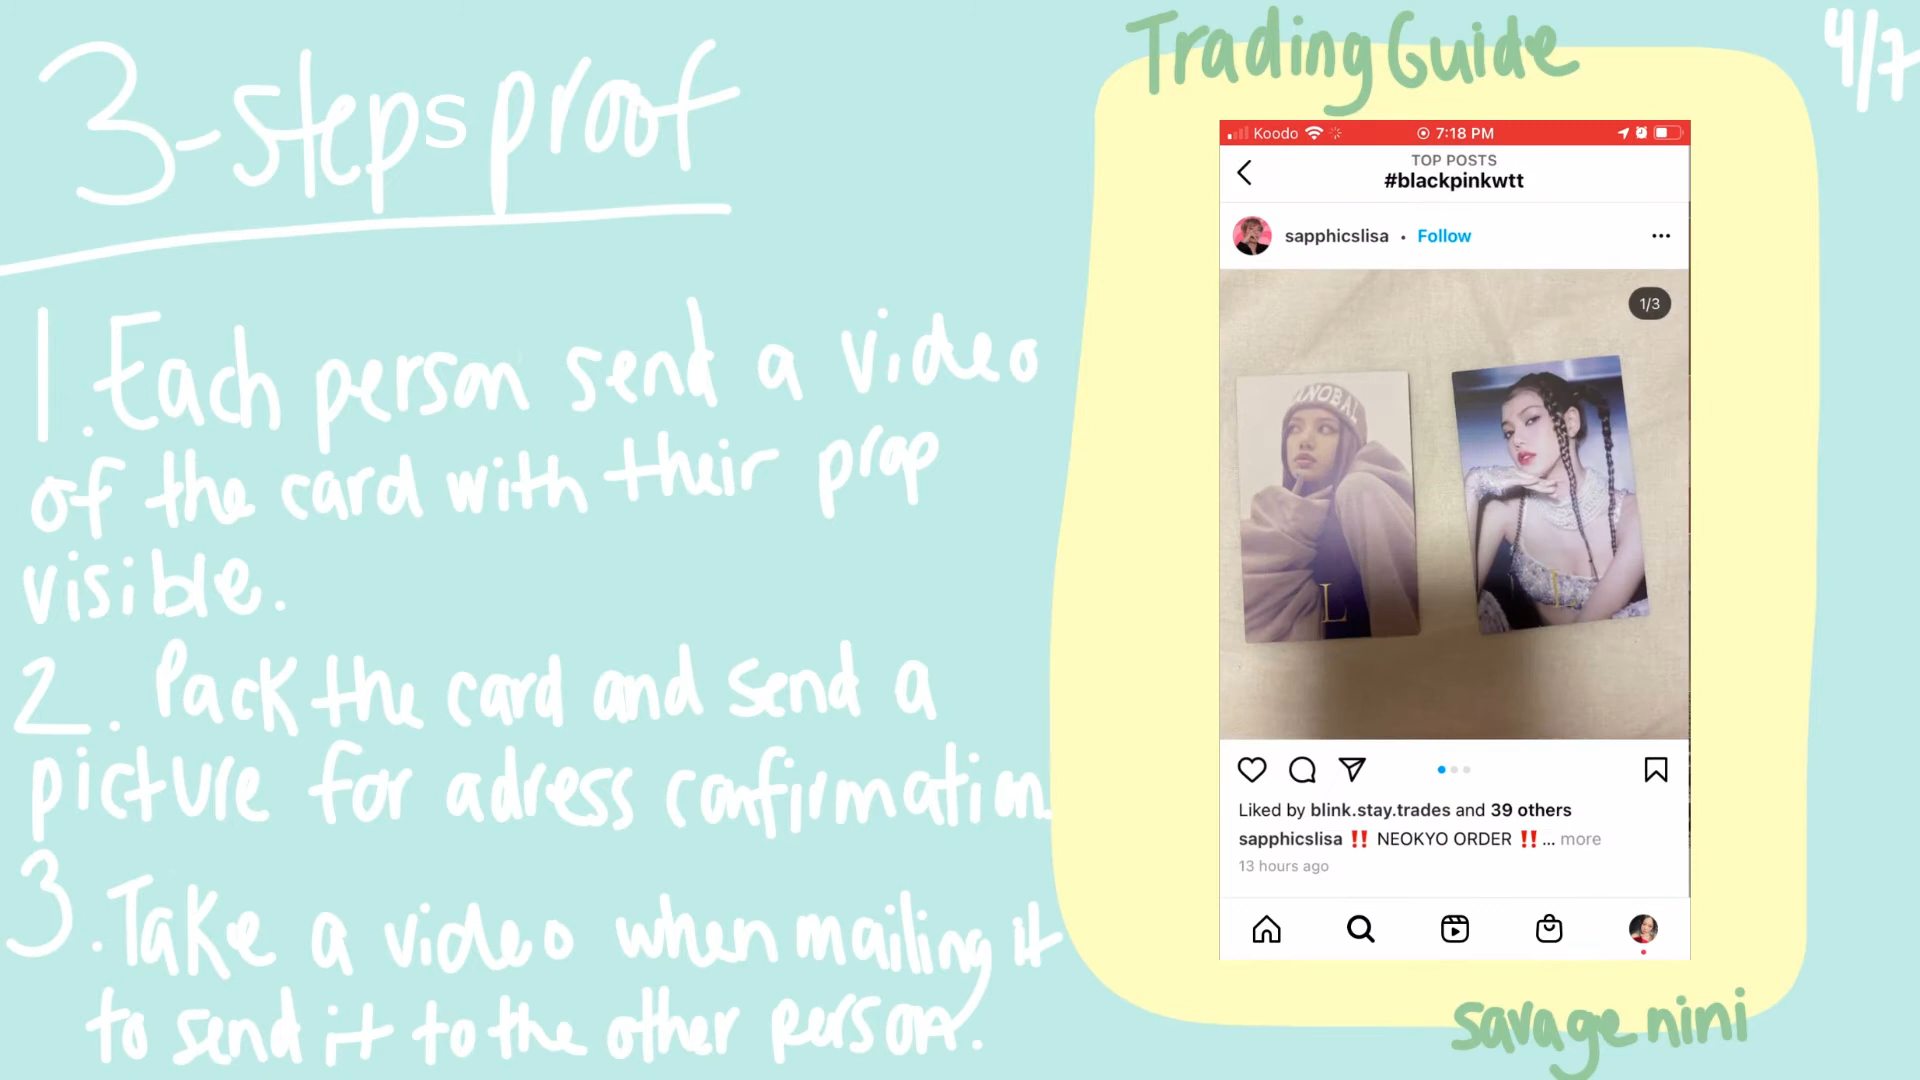 3-steps proof
1. Each person send a video
of the card with their prop
visible.
2. Pack the card and send a
picture for adress confirmation
3. Take a video when mailing it
to send it to the other person.
Trading Guide
4/7
Koodo 7:18 PM
TOP POSTS
#blackpinkwtt
sapphicslisa • Follow
1/3
ANOBAL
L
L
Liked by blink.stay.trades and 39 others
sapphicslisa ‼️ NEOKYO ORDER ‼️ ... more
13 hours ago
savage nini